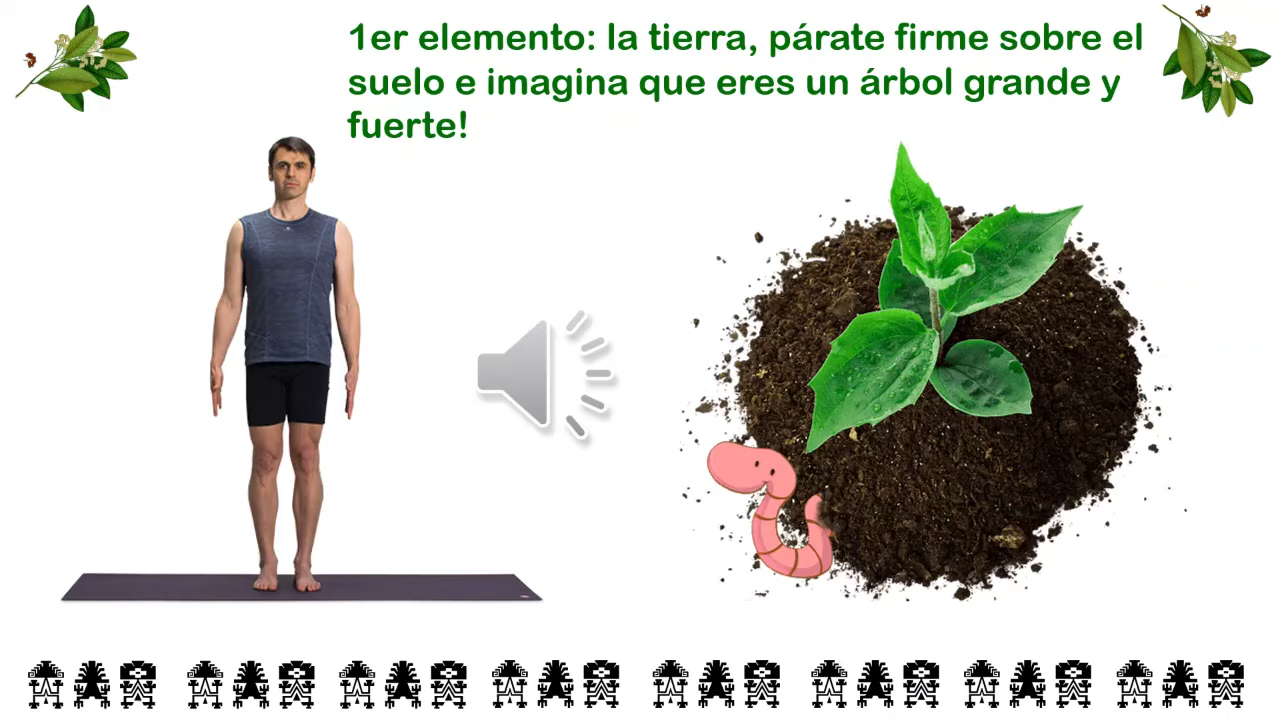 1er elemento: la tierra, párate firme sobre el
suelo e imagina que eres un árbol grande y
fuerte!